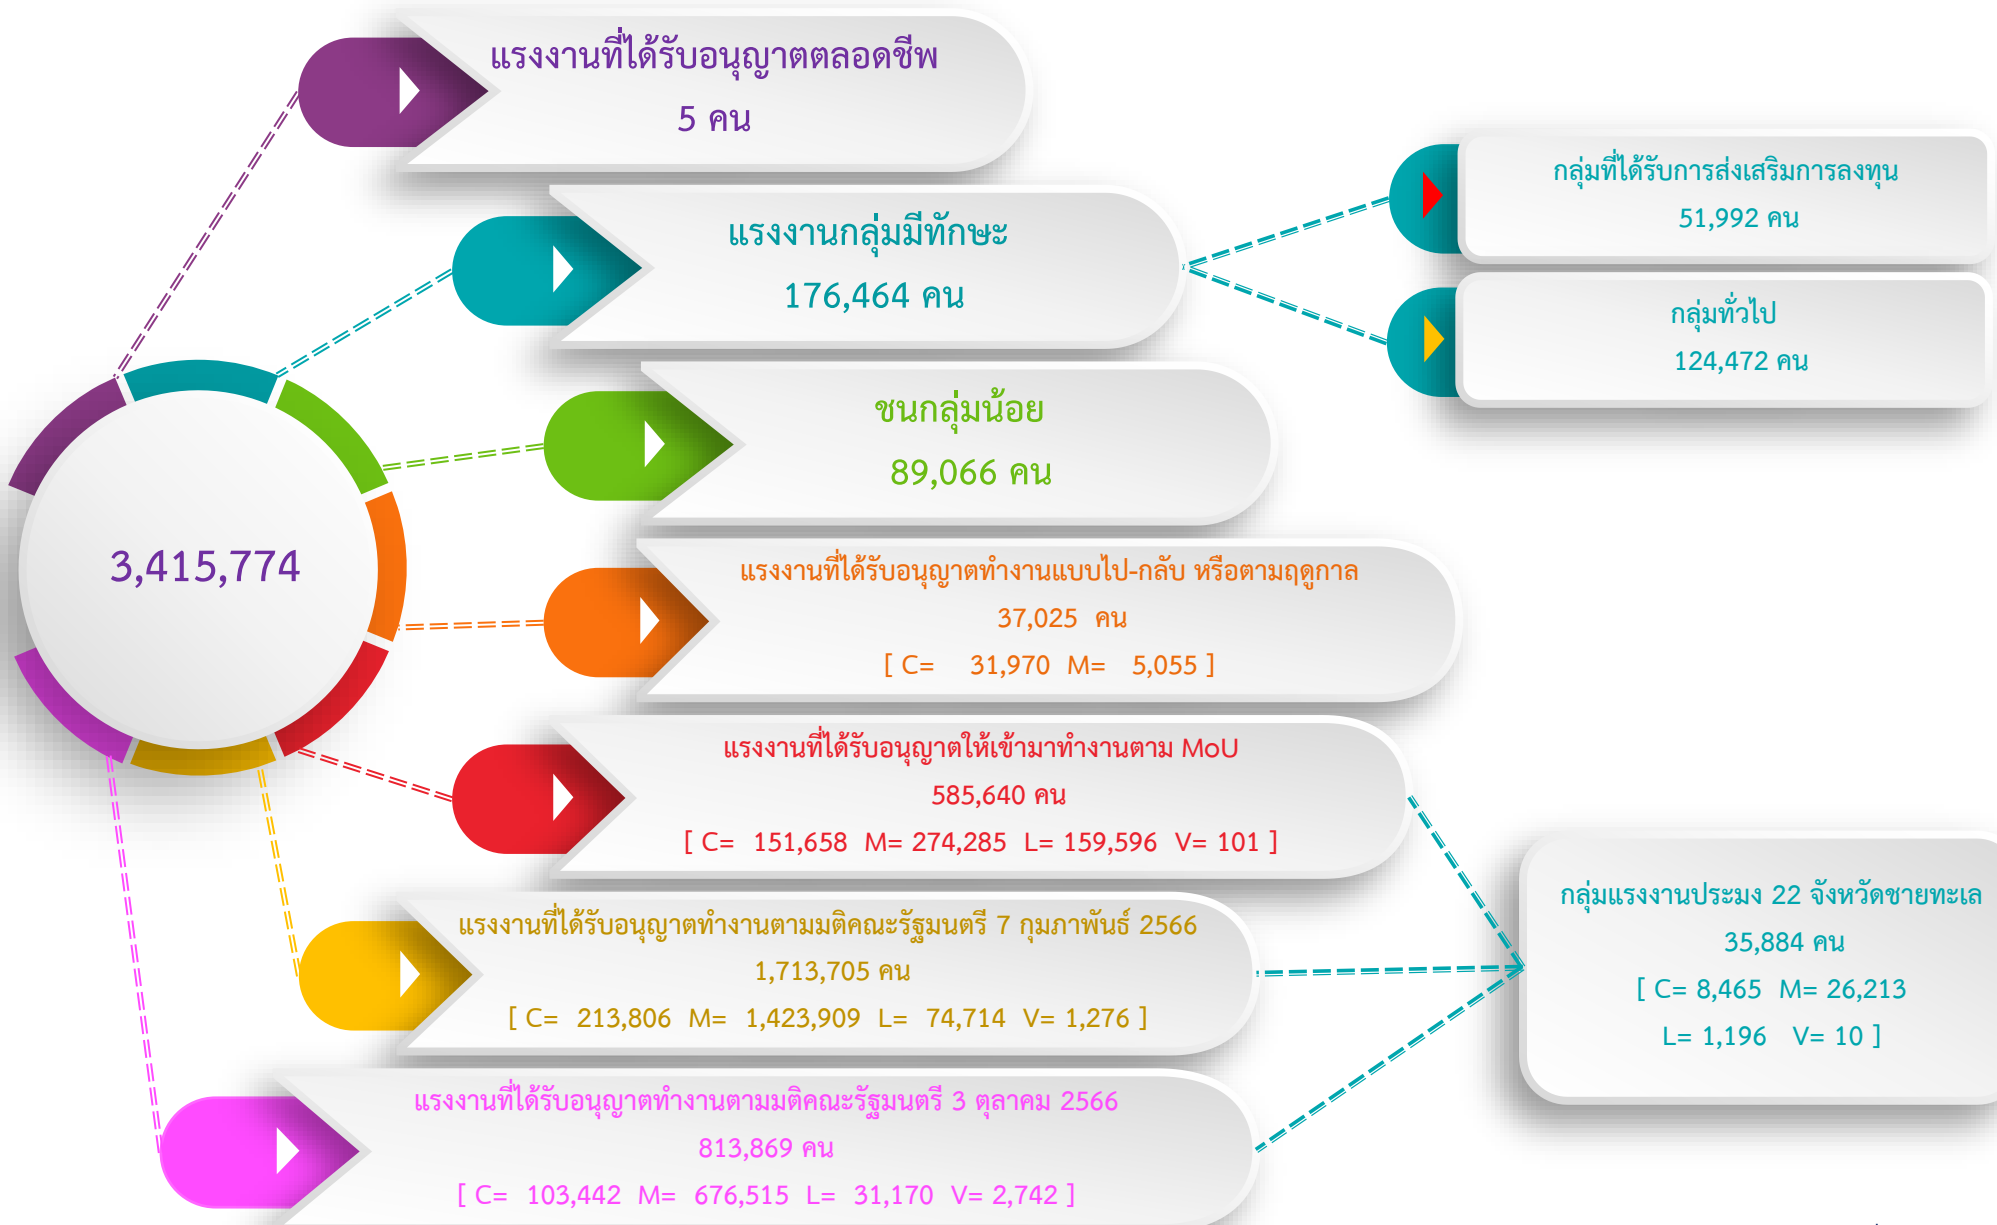 แรงงานที่ได้รับอนุญาตตลอดชีพ
5 คน
แรงงานกลุ่มมีทักษะ
176,464 คน
กลุ่มที่ได้รับการส่งเสริมการลงทุน
51,992 คน
กลุ่มทั่วไป
124,472 คน
ชนกลุ่มน้อย
89,066 คน
3,415,774
แรงงานที่ได้รับอนุญาตทำงานแบบไป-กลับ หรือตามฤดูกาล
37,025 คน
[ C= 31,970 M= 5,055 ]
แรงงานที่ได้รับอนุญาตให้เข้ามาทำงานตาม MoU
585,640 คน
[ C= 151,658 M= 274,285 L= 159,596 V= 101 ]
แรงงานที่ได้รับอนุญาตทำงานตามมติคณะรัฐมนตรี 7 กุมภาพันธ์ 2566
1,713,705 คน
[ C= 213,806 M= 1,423,909 L= 74,714 V= 1,276 ]
กลุ่มแรงงานประมง 22 จังหวัดชายทะเล
35,884 คน
[ C= 8,465 M= 26,213
L= 1,196 V= 10 ]
แรงงานที่ได้รับอนุญาตทำงานตามมติคณะรัฐมนตรี 3 ตุลาคม 2566
813,869 คน
[ C= 103,442 M= 676,515 L= 31,170 V= 2,742 ]